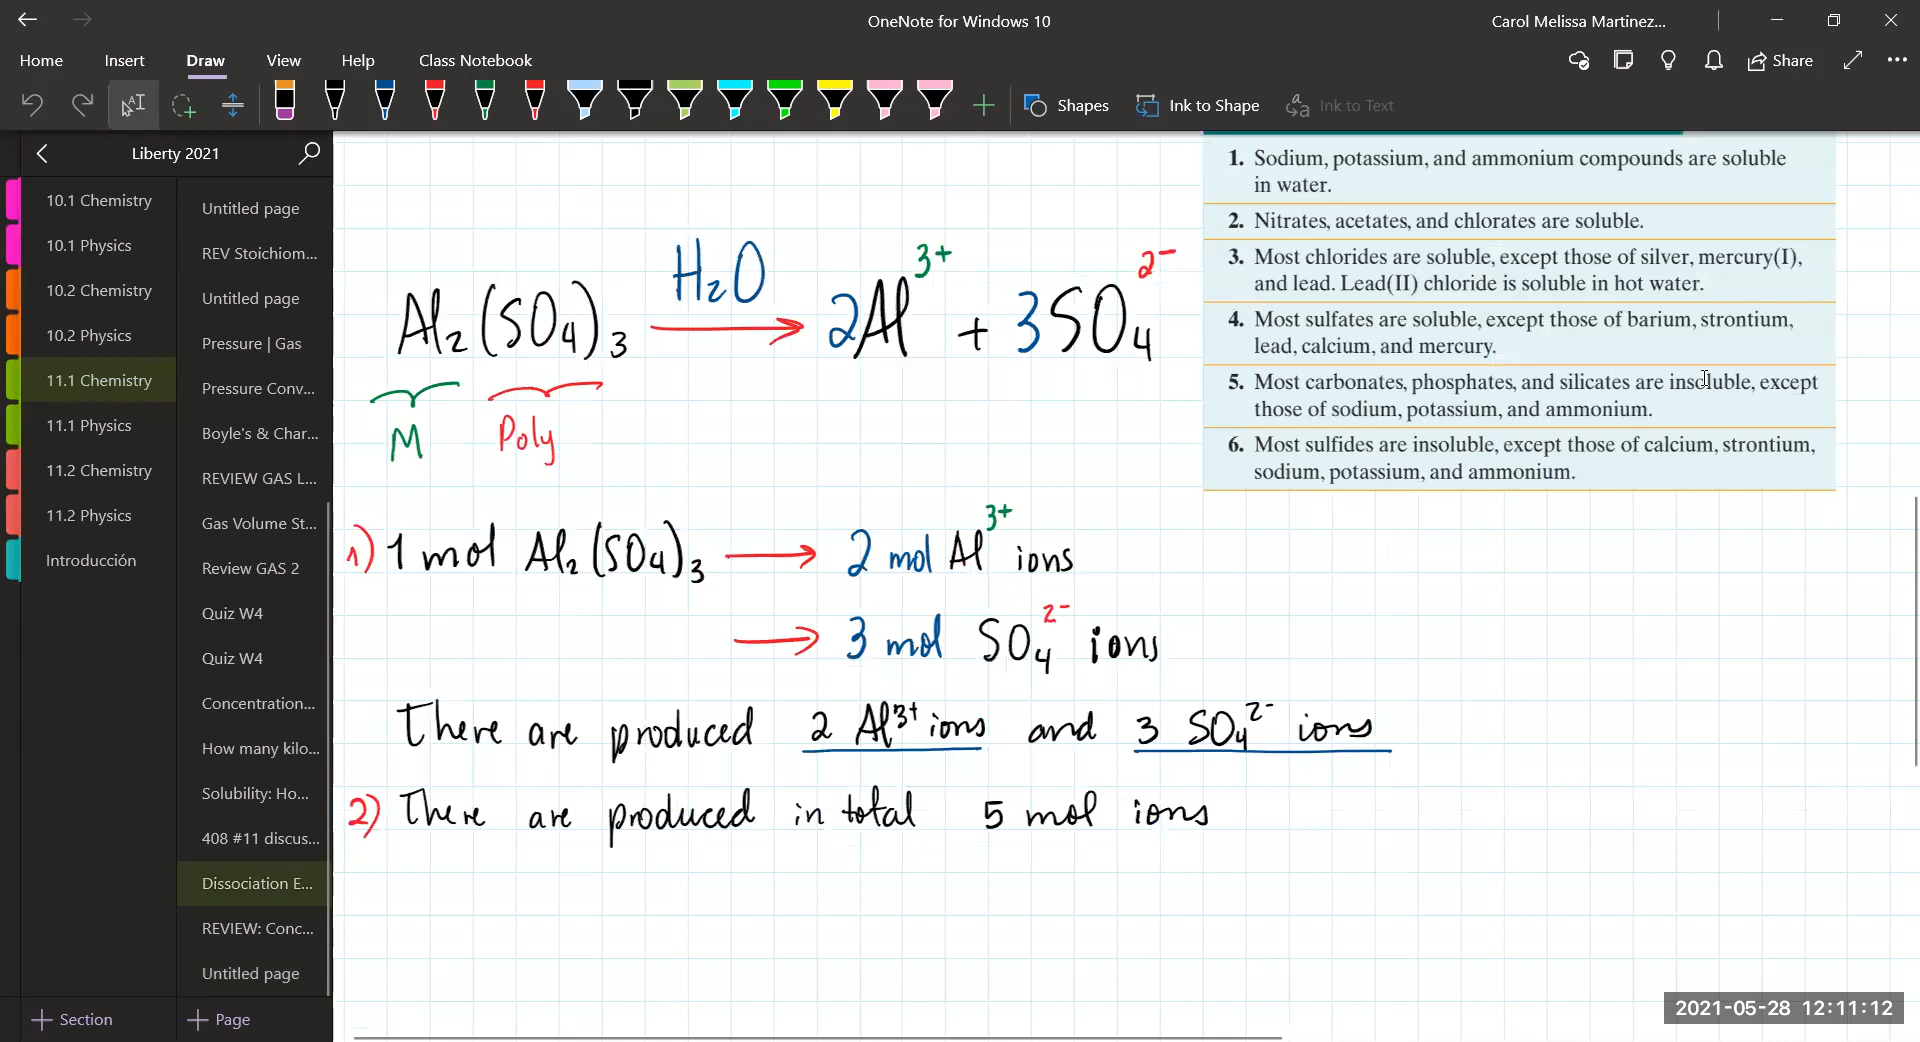 OneNote for Windows 10
Carol Melissa Martinez...
Home Insert Draw View Help Class Notebook
Share
Shapes Ink to Shape Ink to Text
Liberty 2021
10.1 Chemistry
10.1 Physics
10.2 Chemistry
10.2 Physics
11.1 Chemistry
11.1 Physics
11.2 Chemistry
11.2 Physics
Introducción
Section
Untitled page
REV Stoichiom...
Untitled page
Pressure | Gas
Pressure Conv...
Boyle's & Char...
REVIEW GAS L...
Gas Volume St...
Review GAS 2
Quiz W4
Quiz W4
Concentration...
How many kilo...
Solubility: Ho...
408 #11 discus...
Dissociation E...
REVIEW: Conc...
Untitled page
Page
1. Sodium, potassium, and ammonium compounds are soluble
in water.
2. Nitrates, acetates, and chlorates are soluble.
3. Most chlorides are soluble, except those of silver, mercury(I),
and lead. Lead(II) chloride is soluble in hot water.
4. Most sulfates are soluble, except those of barium, strontium,
lead, calcium, and mercury.
5. Most carbonates, phosphates, and silicates are insoluble, except
those of sodium, potassium, and ammonium.
6. Most sulfides are insoluble, except those of calcium, strontium,
sodium, potassium, and ammonium.
H₂O
Al₂(SO₄)₃ → 2Al³⁺ + 3SO₄²⁻
M Poly
1) 1 mol Al₂(SO₄)₃ → 2 mol Al³⁺ ions
→ 3 mol SO₄²⁻ ions
There are produced 2 Al³⁺ ions and 3 SO₄²⁻ ions
2) There are produced in total 5 mol ions
2021-05-28 12:11:12